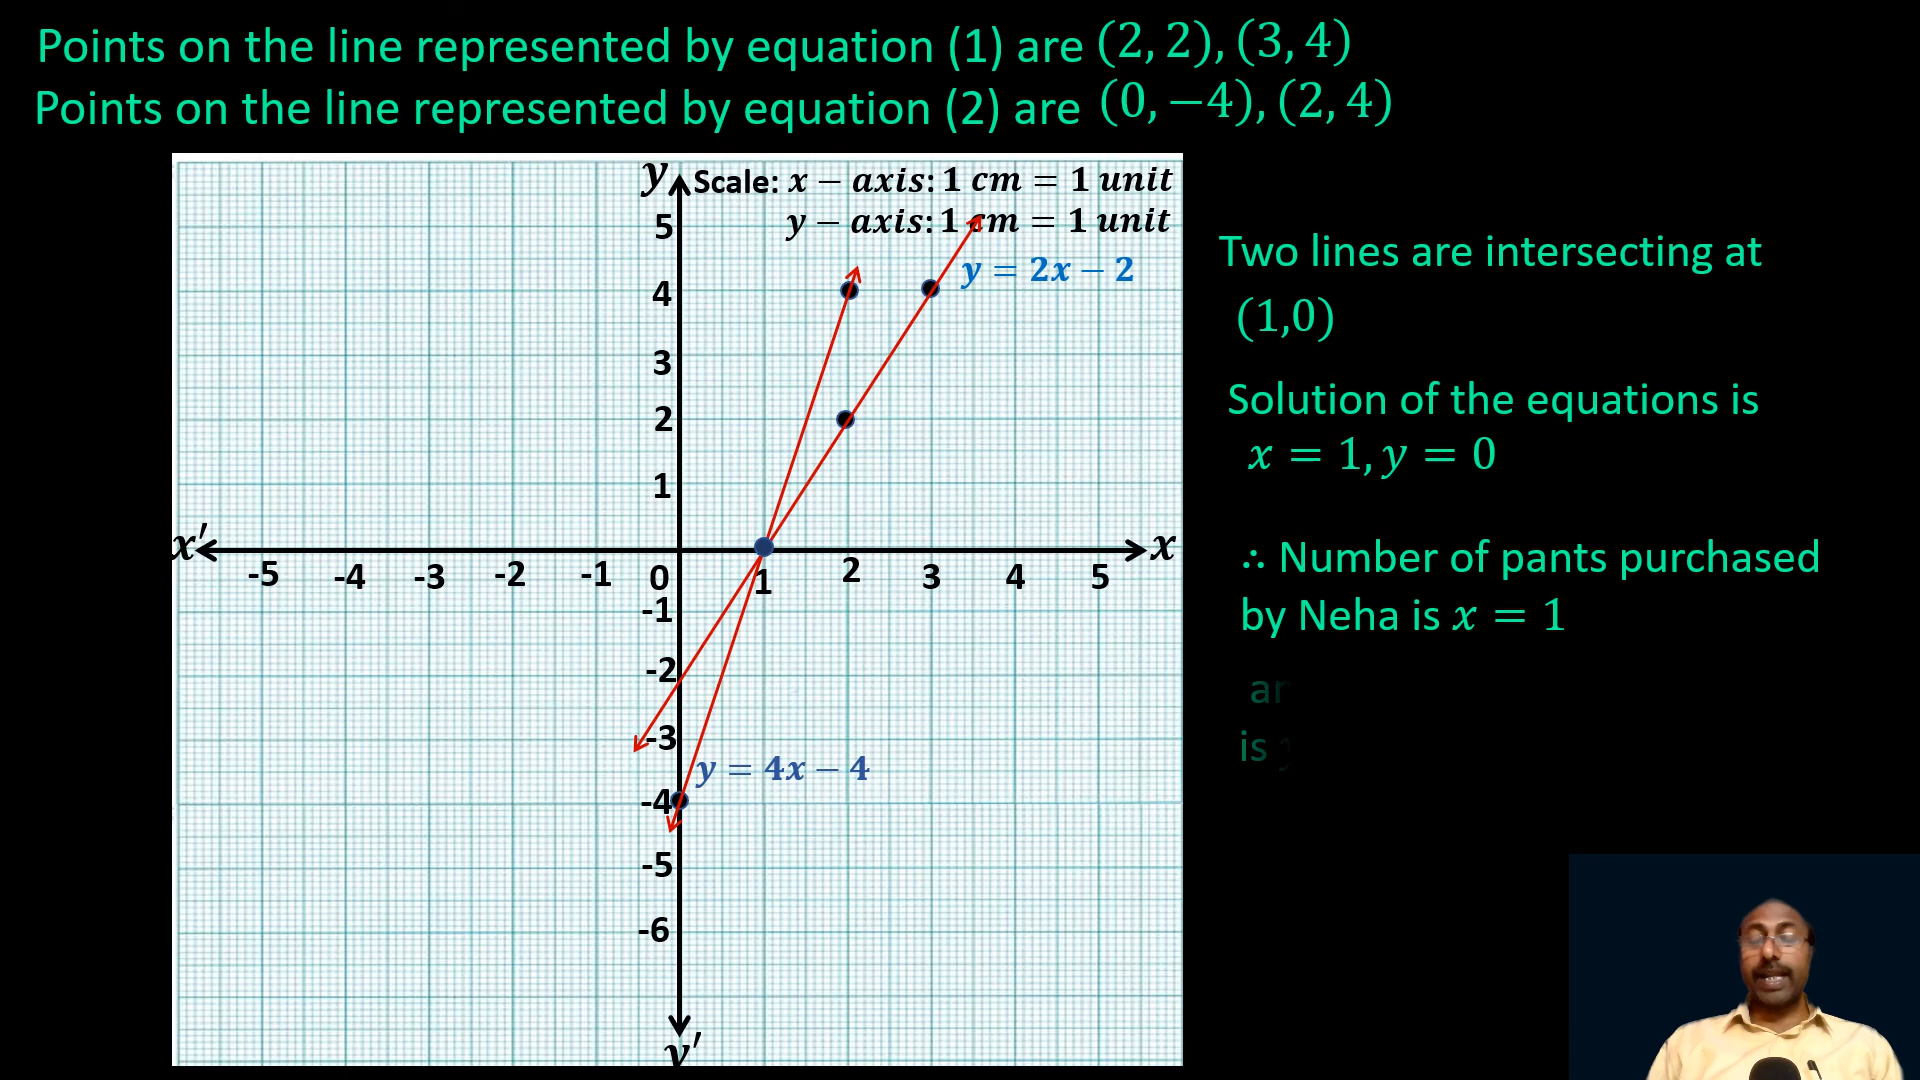 Points on the line represented by equation (1) are (2, 2), (3, 4)
Points on the line represented by equation (2) are (0, −4), (2, 4)
y Scale: x − axis: 1 cm = 1 unit
y − axis: 1 cm = 1 unit
5
y = 2x − 2
4
3
2
1
x′ x
-5 -4 -3 -2 -1 0 1 2 3 4 5
-1
-2
-3
y = 4x − 4
-4
-5
-6
y′
Two lines are intersecting at
(1,0)
Solution of the equations is
x = 1, y = 0
∴ Number of pants purchased
by Neha is x = 1
is